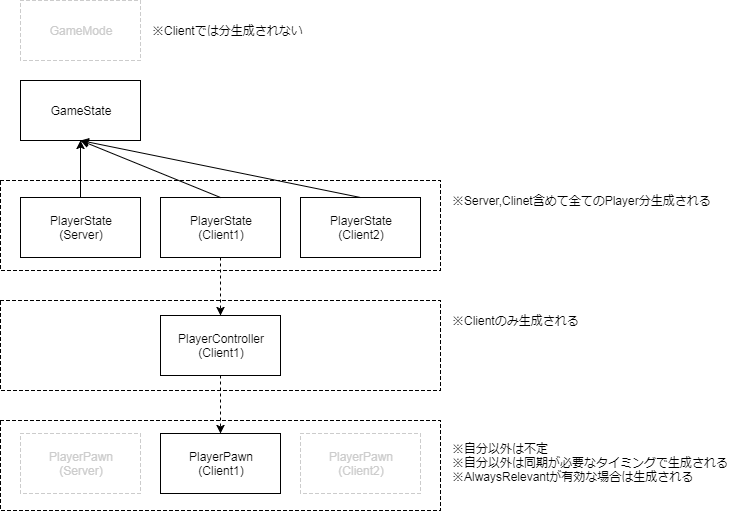 GameMode
※Clientでは分生成されない
GameState
PlayerState
(Server)
PlayerState
(Client1)
PlayerState
(Client2)
※Server,Clinet含めて全てのPlayer分生成される
PlayerController
(Client1)
※Clientのみ生成される
PlayerPawn
(Server)
PlayerPawn
(Client1)
PlayerPawn
(Client2)
※自分以外は不定
※自分以外は同期が必要なタイミングで生成される
※AlwaysRelevantが有効な場合は生成される